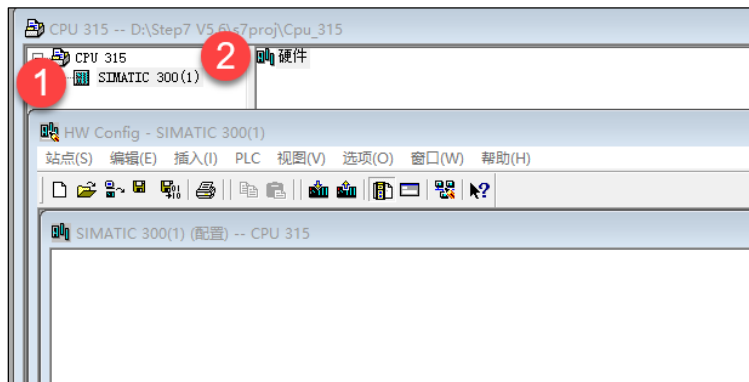 CPU 315 -- D:\Step7 V5.6\s7proj\Cpu_315
CPU 315
2
硬件
1
SIMATIC 300(1)
HW Config - SIMATIC 300(1)
站点(S) 编辑(E) 插入(I) PLC 视图(V) 选项(O) 窗口(W) 帮助(H)
SIMATIC 300(1) (配置) -- CPU 315